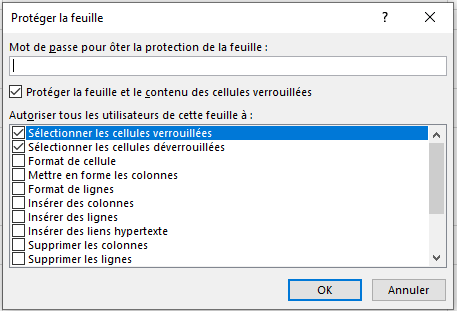 Protéger la feuille
Mot de passe pour ôter la protection de la feuille :
Protéger la feuille et le contenu des cellules verrouillées
Autoriser tous les utilisateurs de cette feuille à :
Sélectionner les cellules verrouillées
Sélectionner les cellules déverrouillées
Format de cellule
Mettre en forme les colonnes
Format de lignes
Insérer des colonnes
Insérer des lignes
Insérer des liens hypertexte
Supprimer les colonnes
Supprimer les lignes
OK Annuler